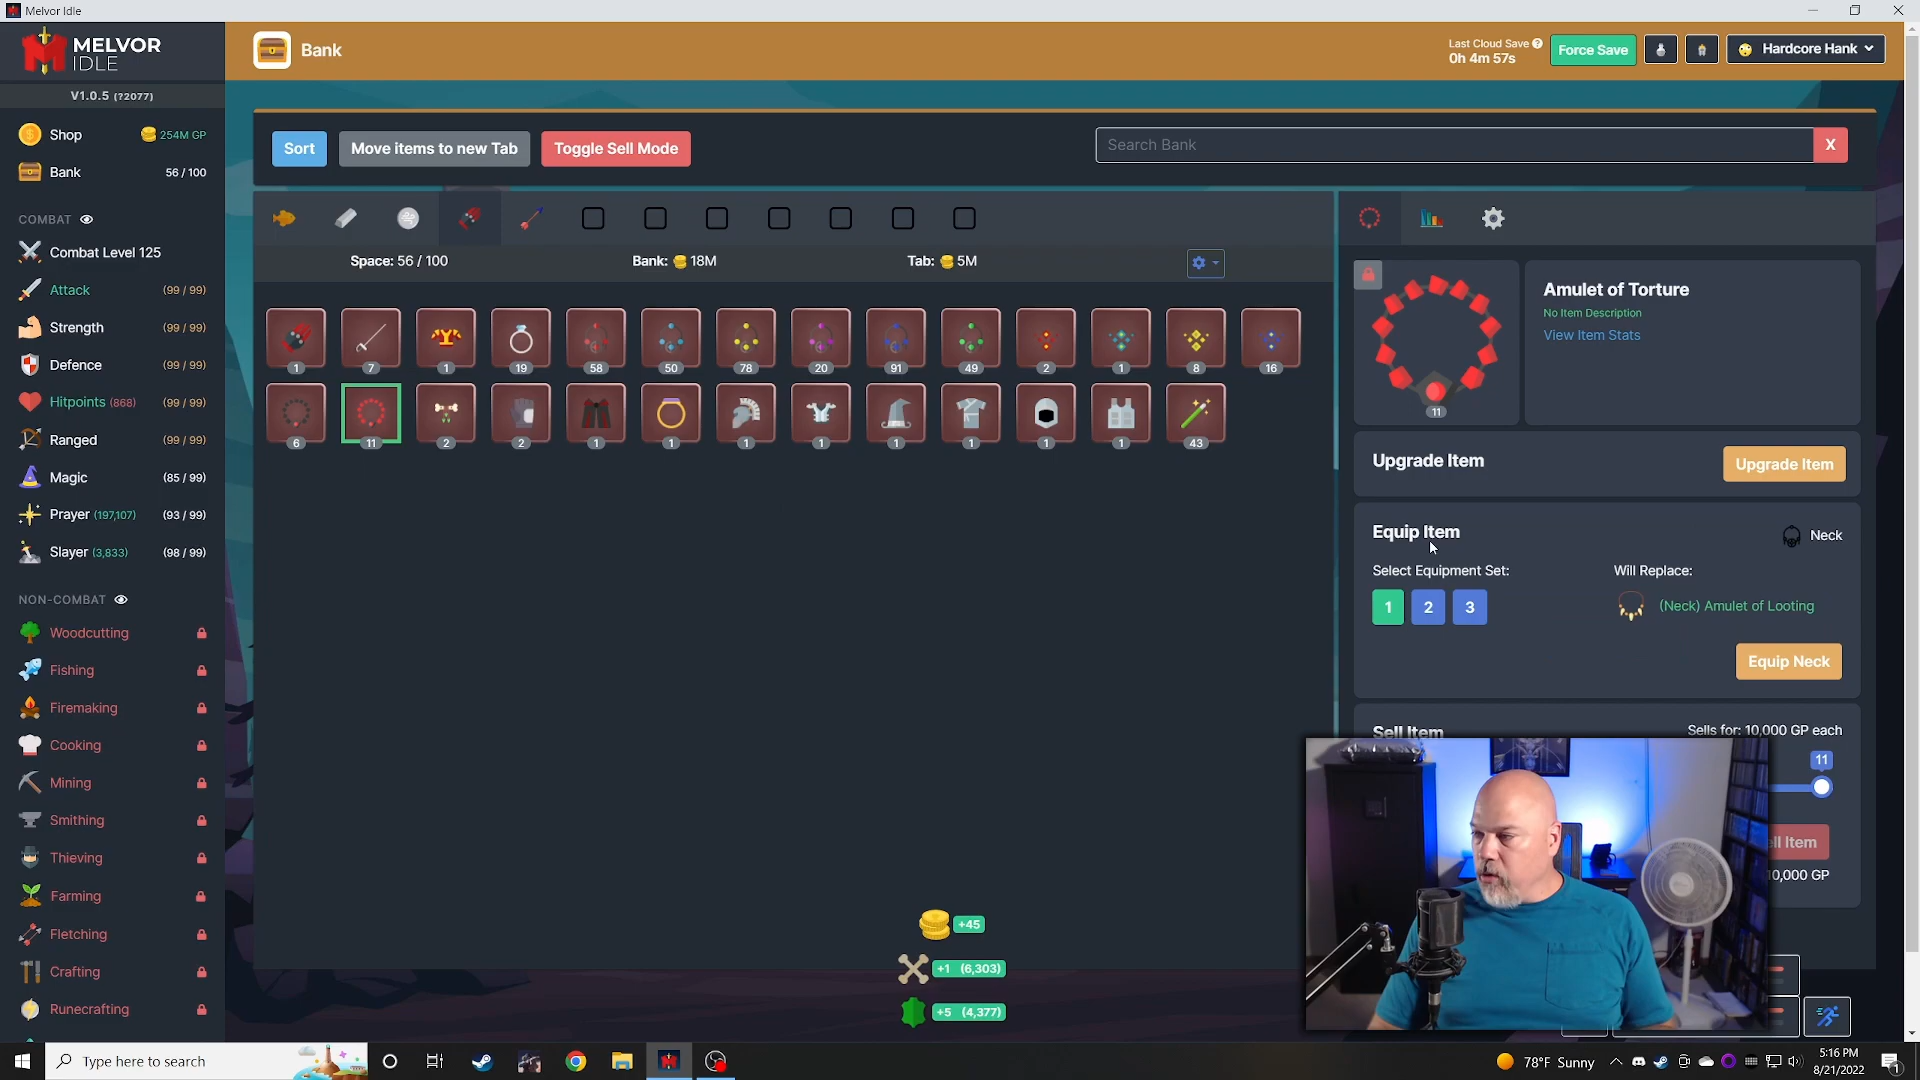 Melvor Idle
MELVOR
IDLE
V1.0.5 (?2077)
Shop 254M GP
Bank 56 / 100
COMBAT
Combat Level 125
Attack (99 / 99)
Strength (99 / 99)
Defence (99 / 99)
Hitpoints (868) (99 / 99)
Ranged (99 / 99)
Magic (85 / 99)
Prayer (197,107) (93 / 99)
Slayer (3,833) (98 / 99)
NON-COMBAT
Woodcutting
Fishing
Firemaking
Cooking
Mining
Smithing
Thieving
Farming
Fletching
Crafting
Runecrafting
Bank
Last Cloud Save
0h 4m 57s
Force Save
Hardcore Hank
Sort
Move items to new Tab
Toggle Sell Mode
Search Bank
X
Space: 56 / 100
Bank: 18M
Tab: 5M
1 7 1 19 58 50 78 20 91 49 2 1 8 16
6 11 2 2 1 1 1 1 1 1 1 1 43
11
Amulet of Torture
No Item Description
View Item Stats
Upgrade Item
Upgrade Item
Equip Item
Neck
Select Equipment Set:
Will Replace:
1 2 3
(Neck) Amulet of Looting
Equip Neck
Sell Item
Sells for: 10,000 GP each
11
ll Item
10,000 GP
+45
+1 (6,303)
+5 (4,377)
Type here to search
78°F Sunny
5:16 PM
8/21/2022
1